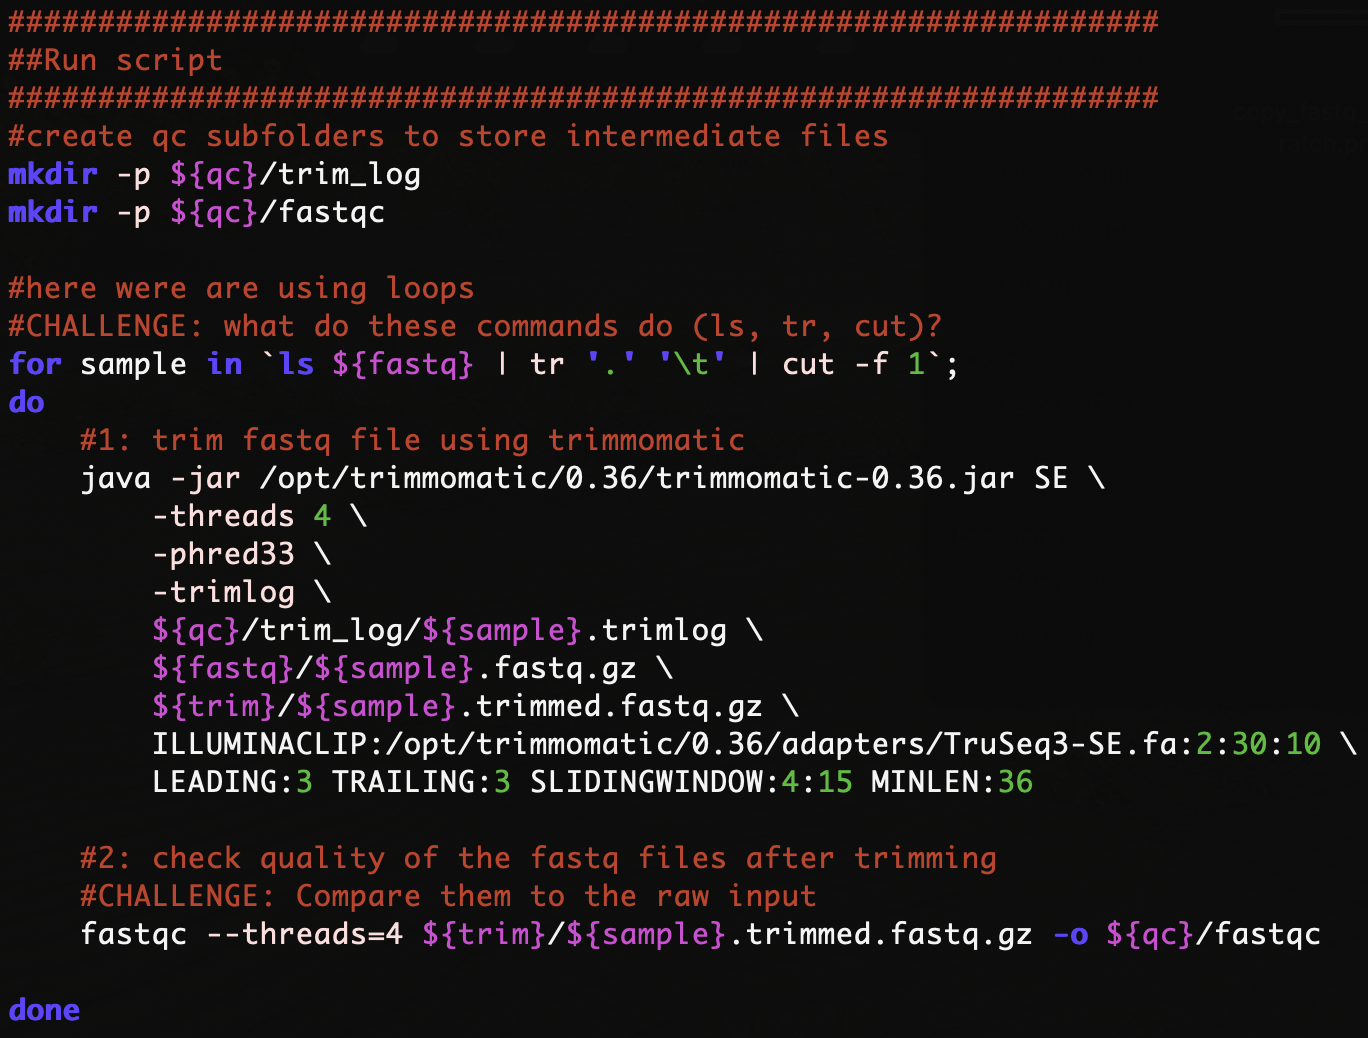 ################################################################
##Run script
################################################################
#create qc subfolders to store intermediate files
mkdir -p ${qc}/trim_log
mkdir -p ${qc}/fastqc
#here were are using loops
#CHALLENGE: what do these commands do (ls, tr, cut)?
for sample in `ls ${fastq} | tr '.' '\t' | cut -f 1`;
do
    #1: trim fastq file using trimmomatic
    java -jar /opt/trimmomatic/0.36/trimmomatic-0.36.jar SE \
        -threads 4 \
        -phred33 \
        -trimlog \
        ${qc}/trim_log/${sample}.trimlog \
        ${fastq}/${sample}.fastq.gz \
        ${trim}/${sample}.trimmed.fastq.gz \
        ILLUMINACLIP:/opt/trimmomatic/0.36/adapters/TruSeq3-SE.fa:2:30:10 \
        LEADING:3 TRAILING:3 SLIDINGWINDOW:4:15 MINLEN:36
    #2: check quality of the fastq files after trimming
    #CHALLENGE: Compare them to the raw input
    fastqc --threads=4 ${trim}/${sample}.trimmed.fastq.gz -o ${qc}/fastqc
done